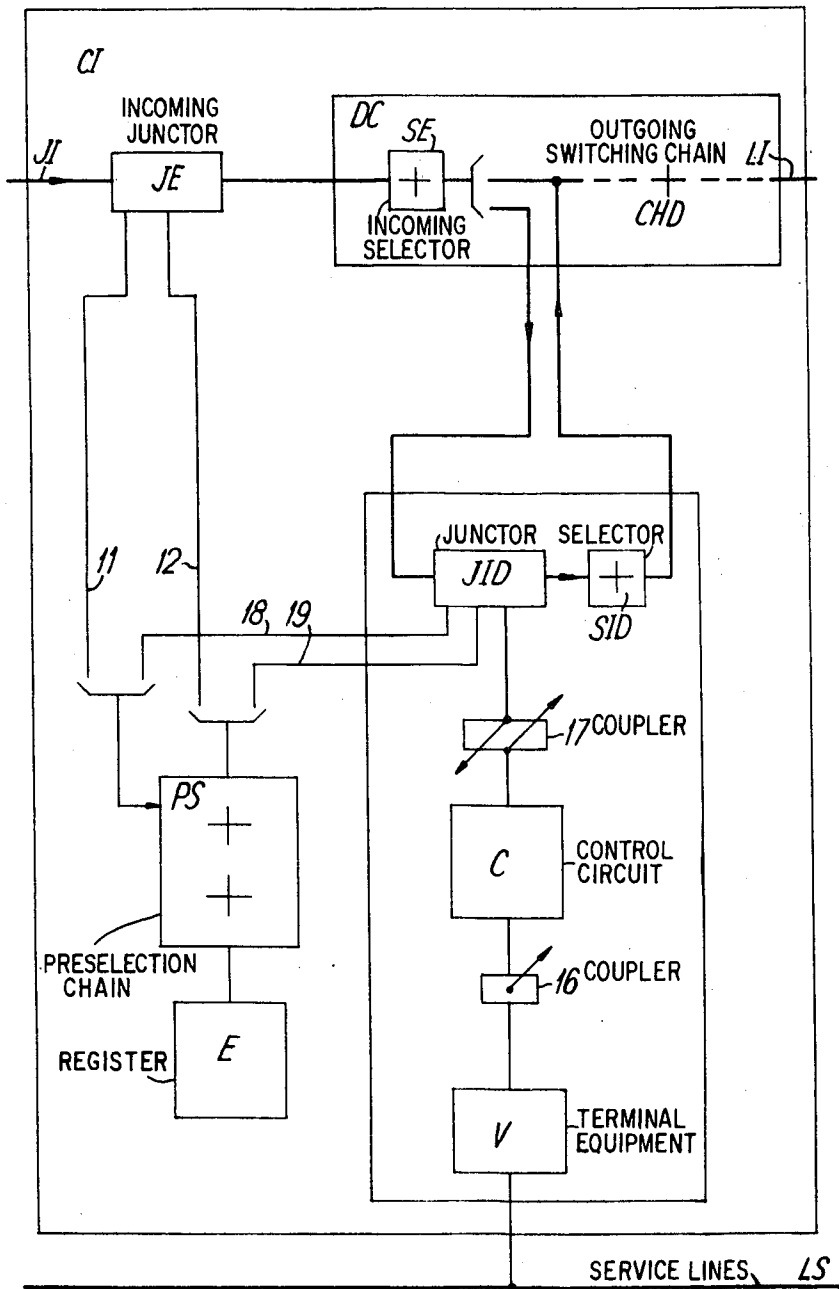 CI
INCOMING
JUNCTOR
JI
JE
DC
SE
INCOMING
SELECTOR
OUTGOING
SWITCHING CHAIN
LI
CHD
11
12
18
19
JUNCTOR
JID
SELECTOR
SID
17 COUPLER
PS
C
CONTROL
CIRCUIT
PRESELECTION
CHAIN
16 COUPLER
REGISTER
E
V
TERMINAL
EQUIPMENT
SERVICE LINES
LS